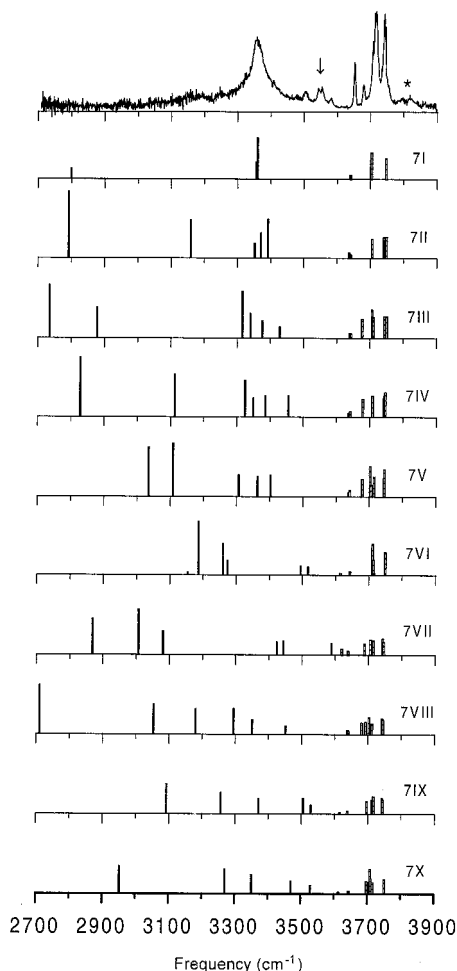 ↓
*
7I
7II
7III
7IV
7V
7VI
7VII
7VIII
7IX
7X
2700 2900 3100 3300 3500 3700 3900
Frequency (cm⁻¹)